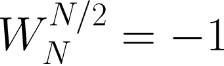 W_N^{N/2} = -1